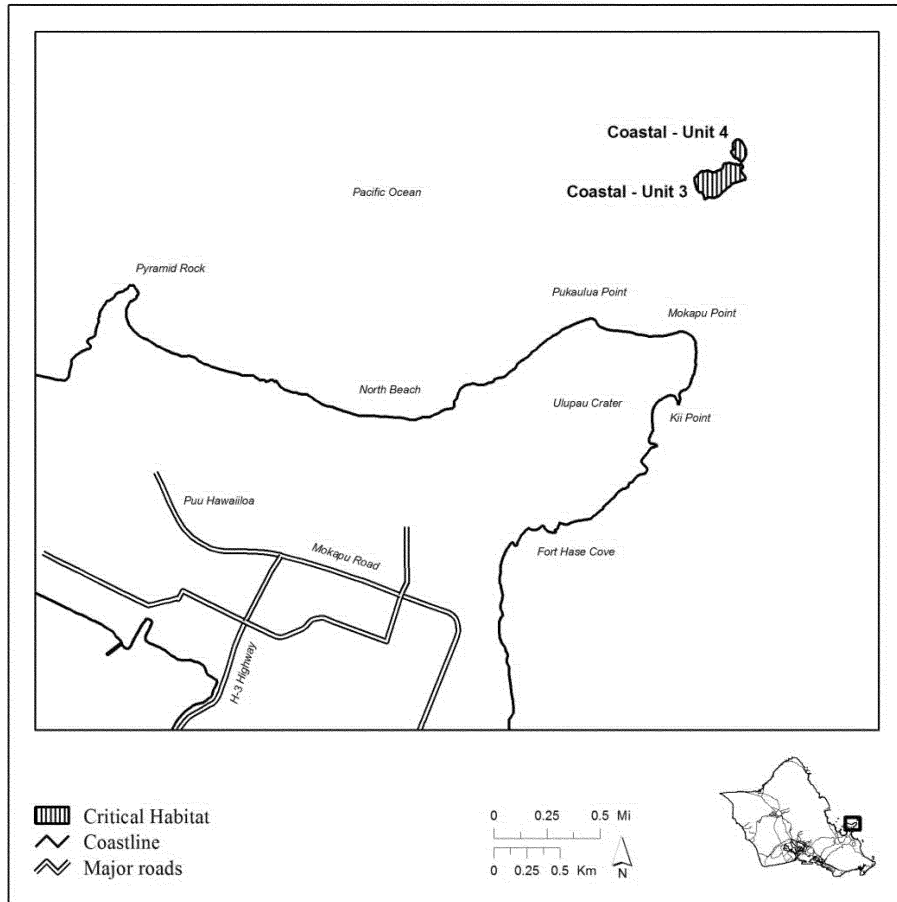 Coastal - Unit 4
Pacific Ocean
Coastal - Unit 3
Pyramid Rock
Pukaulua Point
Mokapu Point
North Beach
Ulupau Crater
Kii Point
Puu Hawaiiloa
Mokapu Road
Fort Hase Cove
H-3 Highway
Critical Habitat
Coastline
Major roads
0 0.25 0.5 Mi
0 0.25 0.5 Km
N